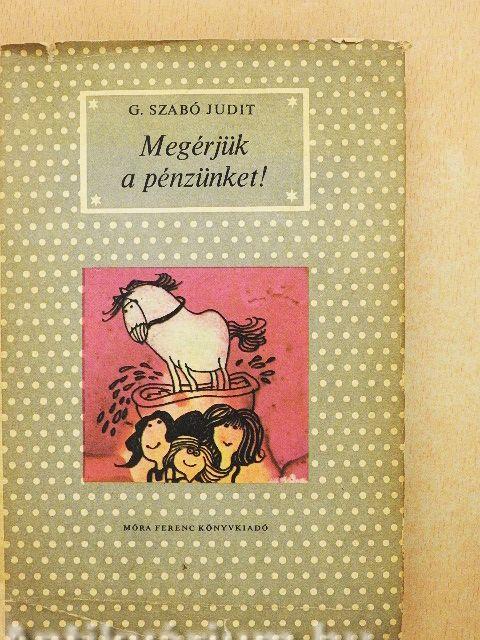 G. SZABÓ JUDIT
Megérjük
a pénzünket!
MÓRA FERENC KÖNYVKIADÓ